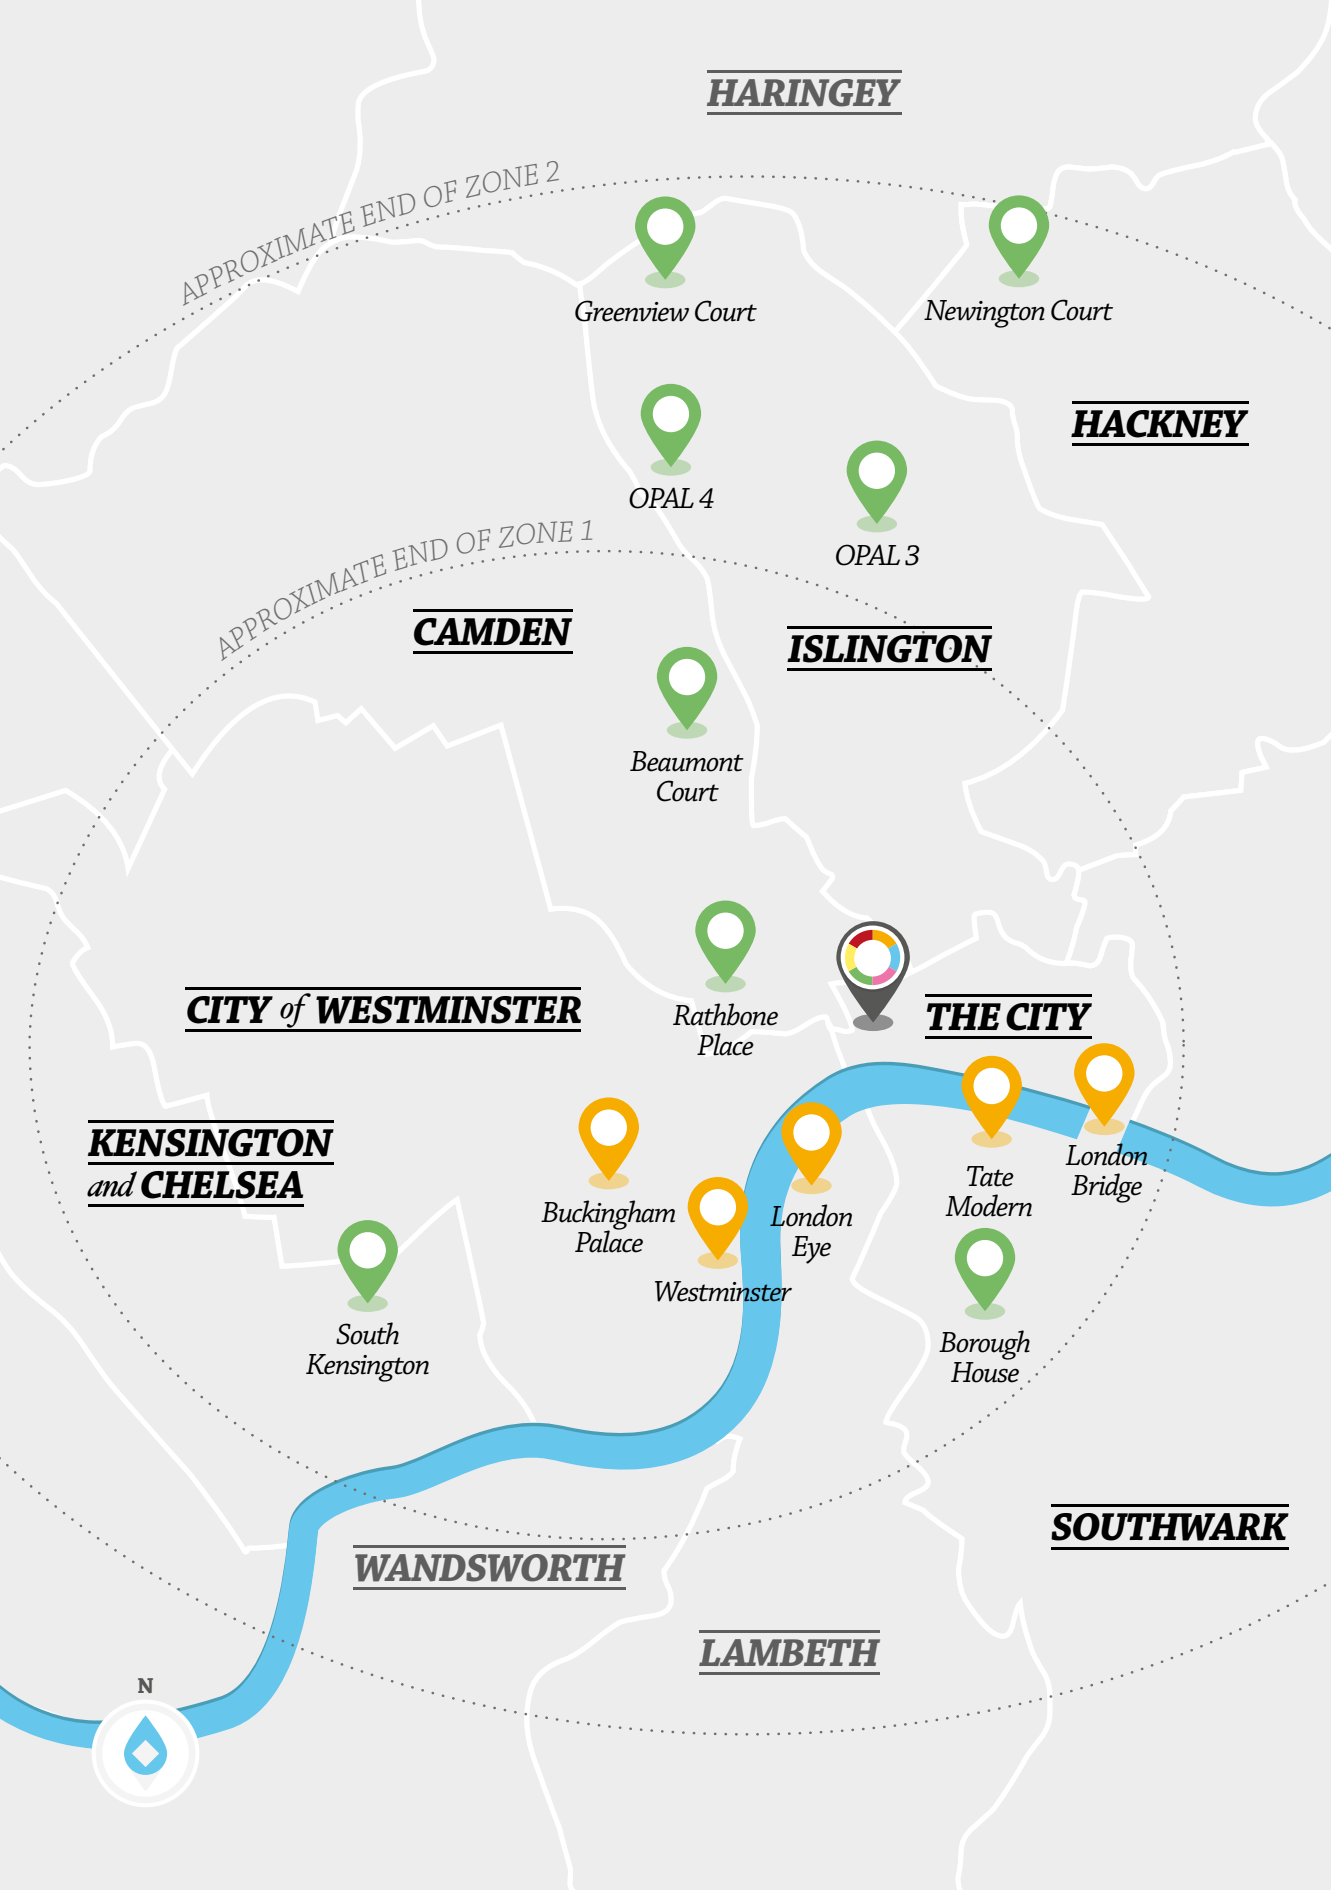 HARINGEY
APPROXIMATE END OF ZONE 2
Greenview Court
Newington Court
HACKNEY
OPAL 4
OPAL 3
APPROXIMATE END OF ZONE 1
CAMDEN
ISLINGTON
Beaumont
Court
CITY of WESTMINSTER
Rathbone
Place
THE CITY
KENSINGTON
and CHELSEA
Buckingham
Palace
London
Eye
Tate
Modern
London
Bridge
Westminster
South
Kensington
Borough
House
SOUTHWARK
WANDSWORTH
LAMBETH
N